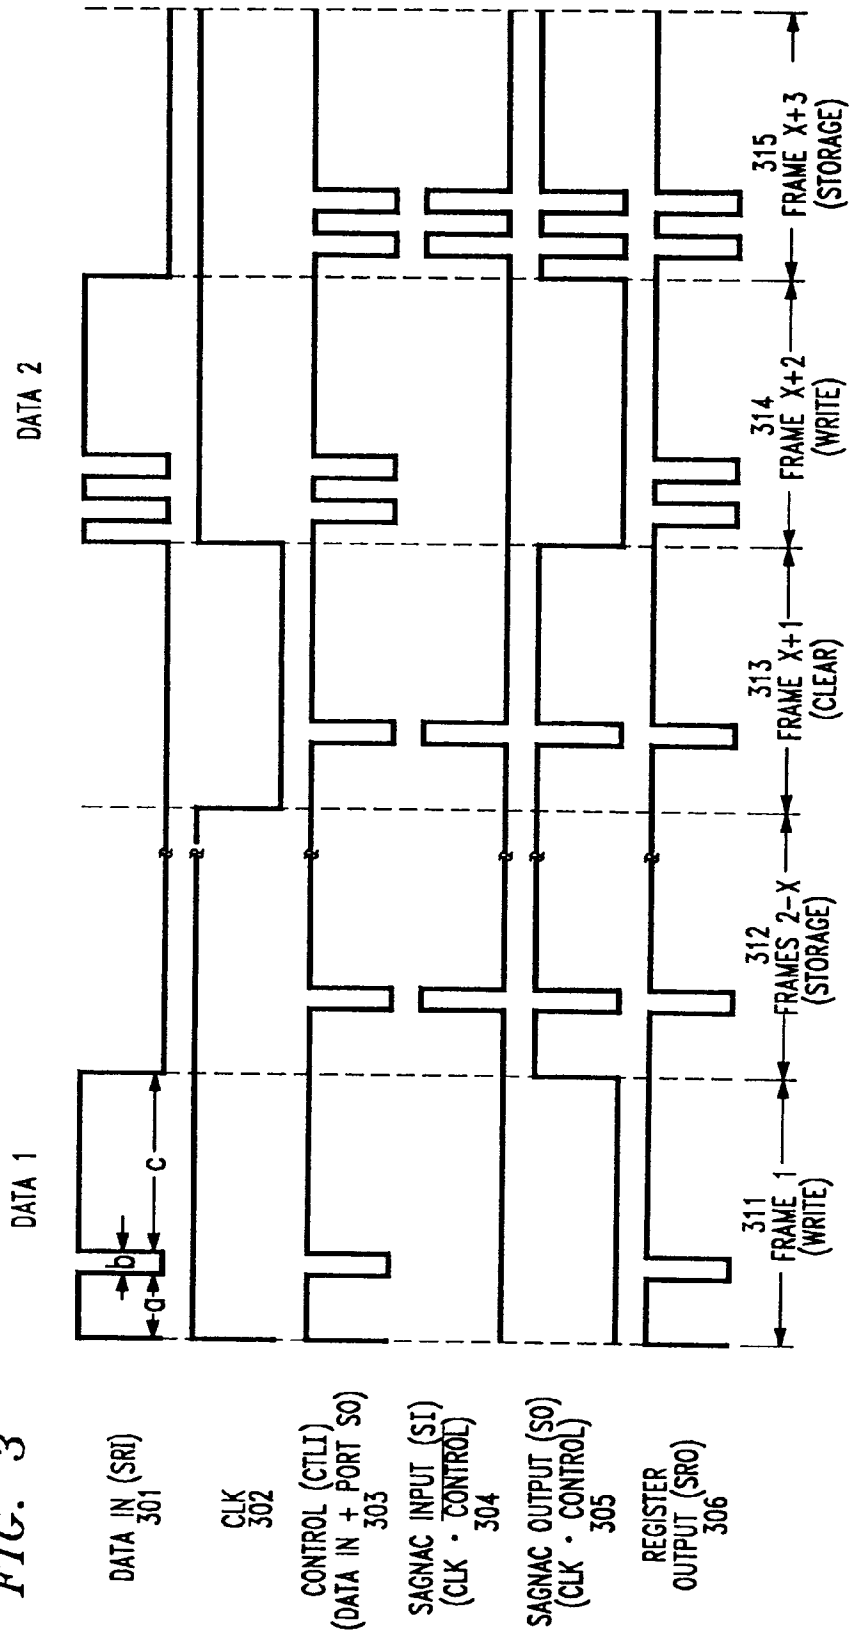 FIG. 3
DATA 1
DATA 2
DATA IN (SRI)
301
a
b
c
CLK
302
CONTROL (CTLI)
(DATA IN + PORT SO)
303
SAGNAC INPUT (SI)
(CLK • CONTROL)
304
SAGNAC OUTPUT (SO)
(CLK • CONTROL)
305
REGISTER
OUTPUT (SRO)
306
311
FRAME 1
(WRITE)
312
FRAMES 2-X
(STORAGE)
313
FRAME X+1
(CLEAR)
314
FRAME X+2
(WRITE)
315
FRAME X+3
(STORAGE)